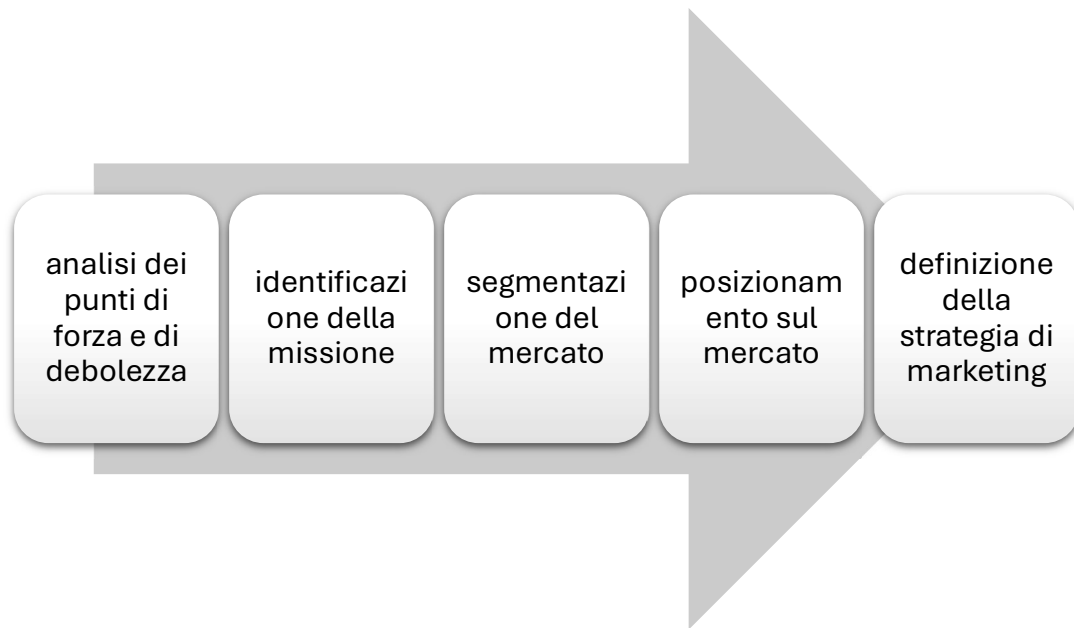 analisi dei
punti di
forza e di
debolezza
identificazi
one della
missione
segmentazi
one del
mercato
posizionam
ento sul
mercato
definizione
della
strategia di
marketing